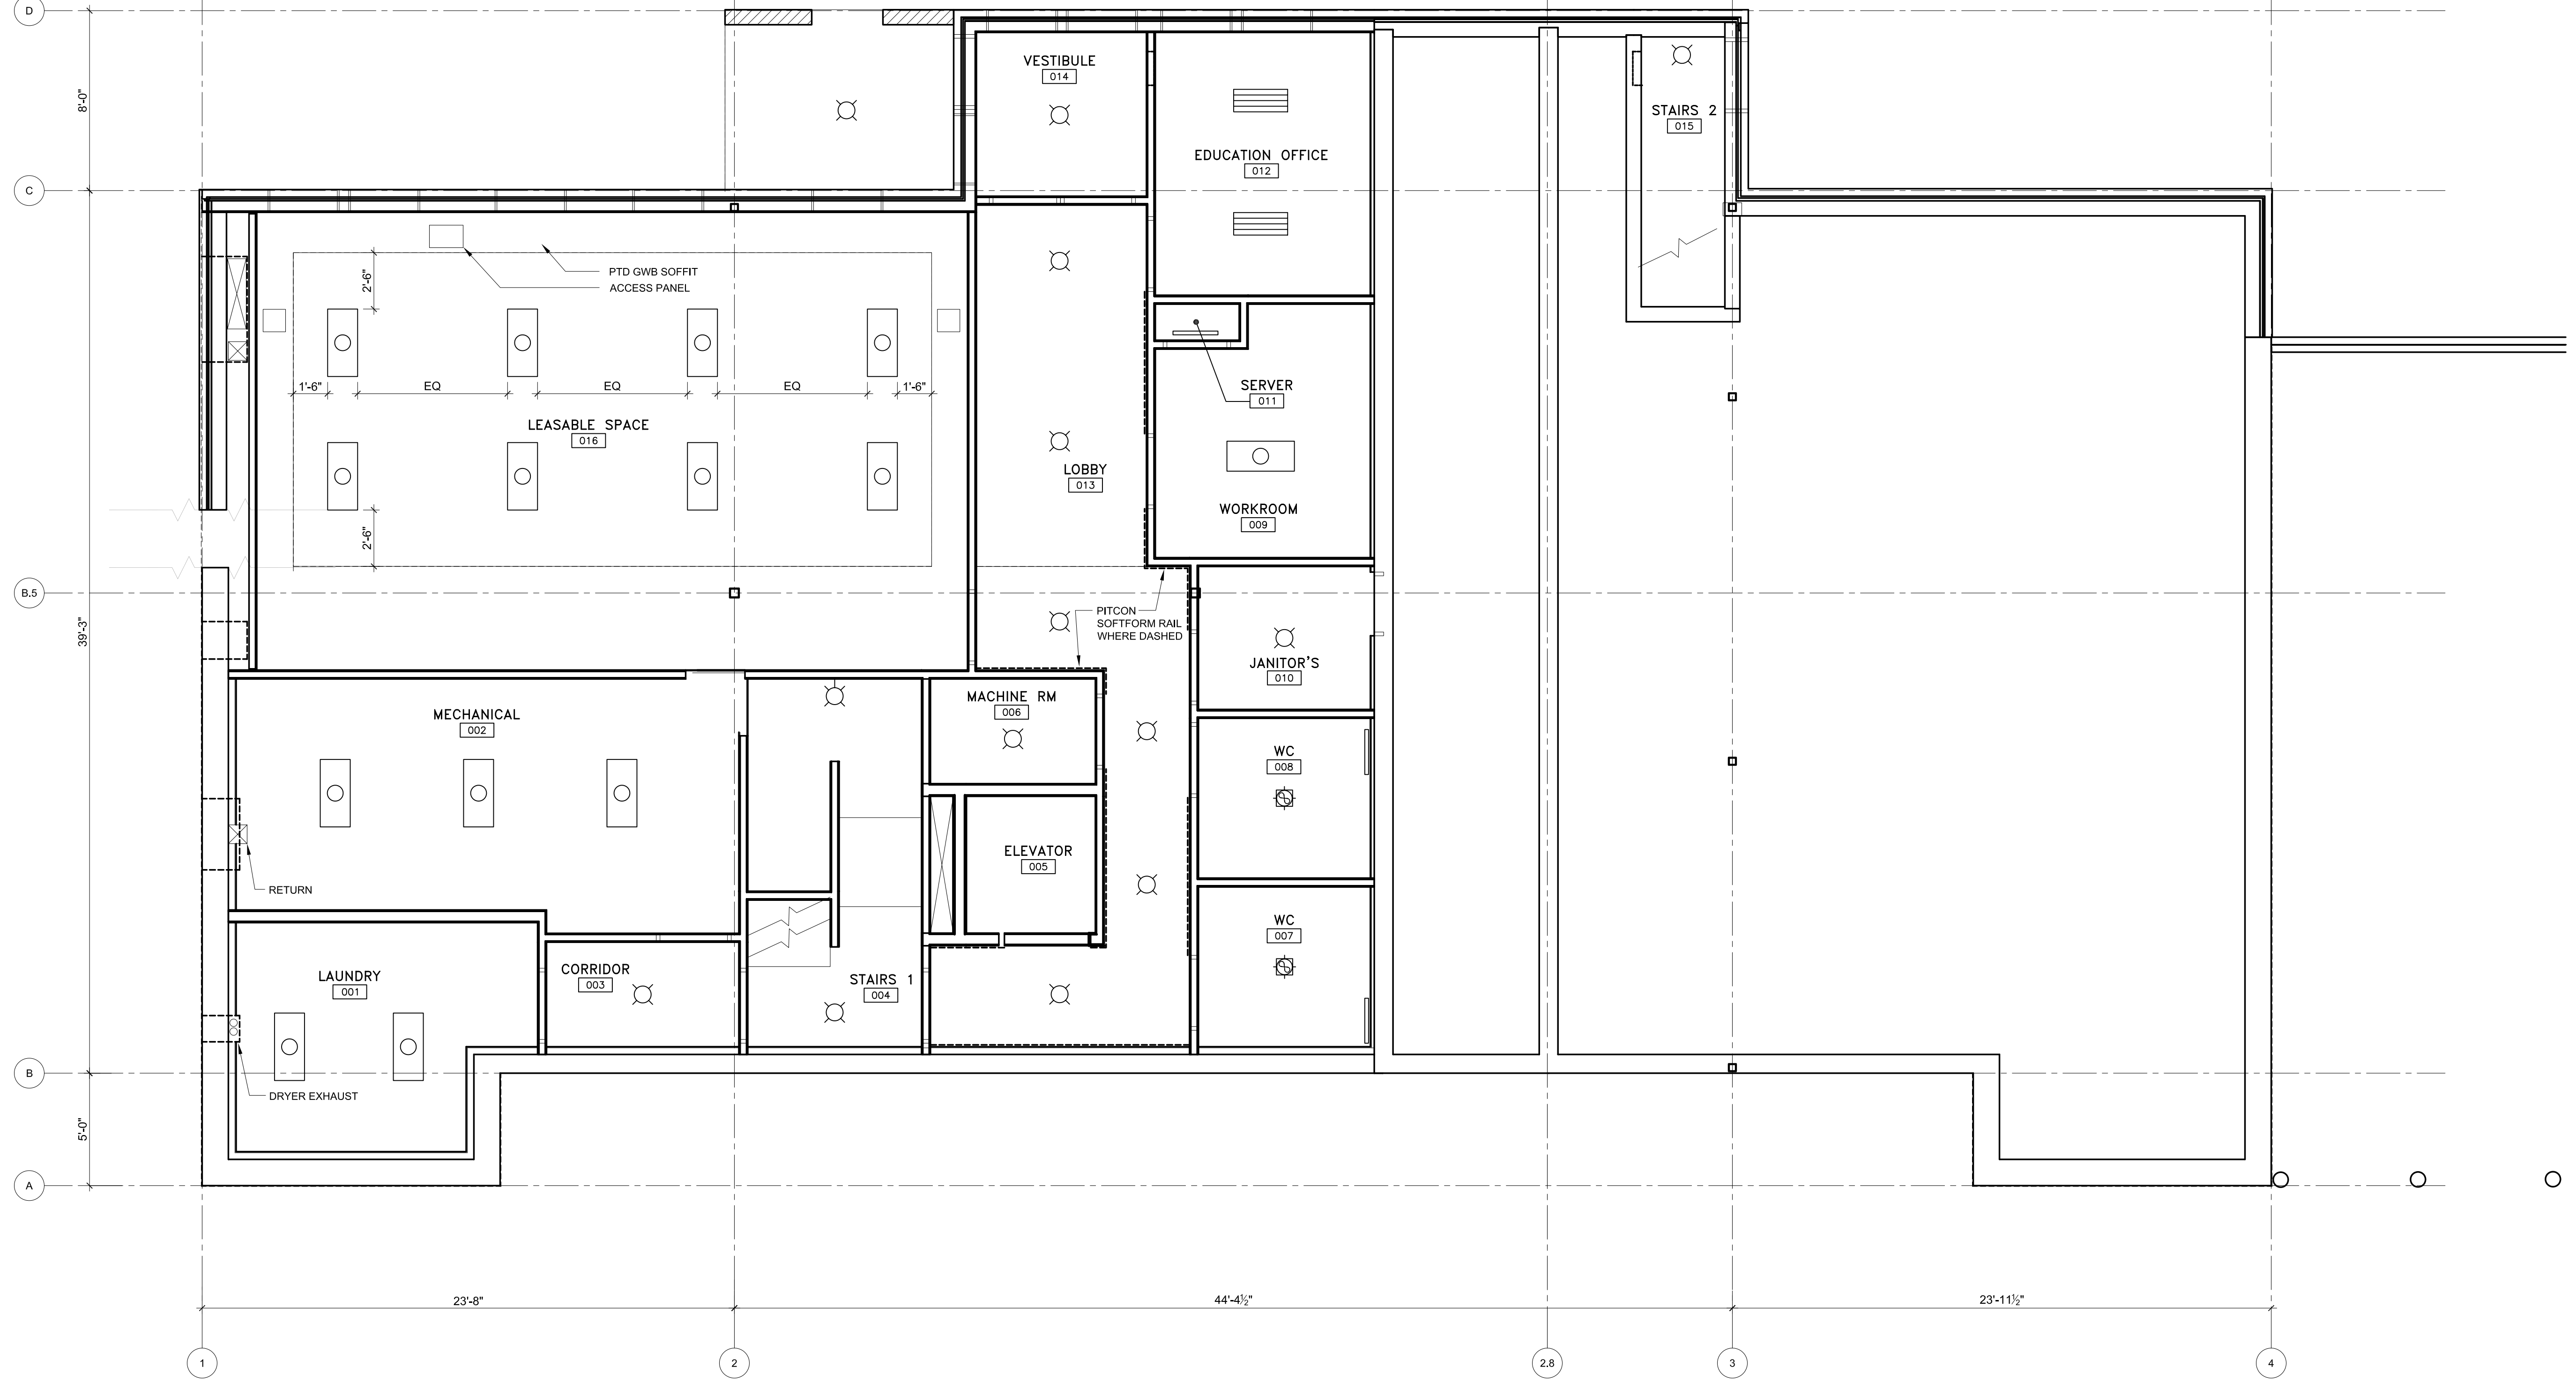 D
8'-0"
VESTIBULE
014
STAIRS 2
015
EDUCATION OFFICE
012
C
PTD GWB SOFFIT
ACCESS PANEL
2'-6"
1'-6"
EQ
EQ
EQ
1'-6"
SERVER
011
LEASABLE SPACE
016
LOBBY
013
WORKROOM
009
2'-6"
B.5
39'-3"
PITCON
SOFTFORM RAIL
WHERE DASHED
JANITOR'S
010
MACHINE RM
006
MECHANICAL
002
WC
008
ELEVATOR
005
RETURN
WC
007
LAUNDRY
001
CORRIDOR
003
STAIRS 1
004
B
DRYER EXHAUST
5'-0"
A
23'-8"
44'-4½"
23'-11½"
1
2
2.8
3
4